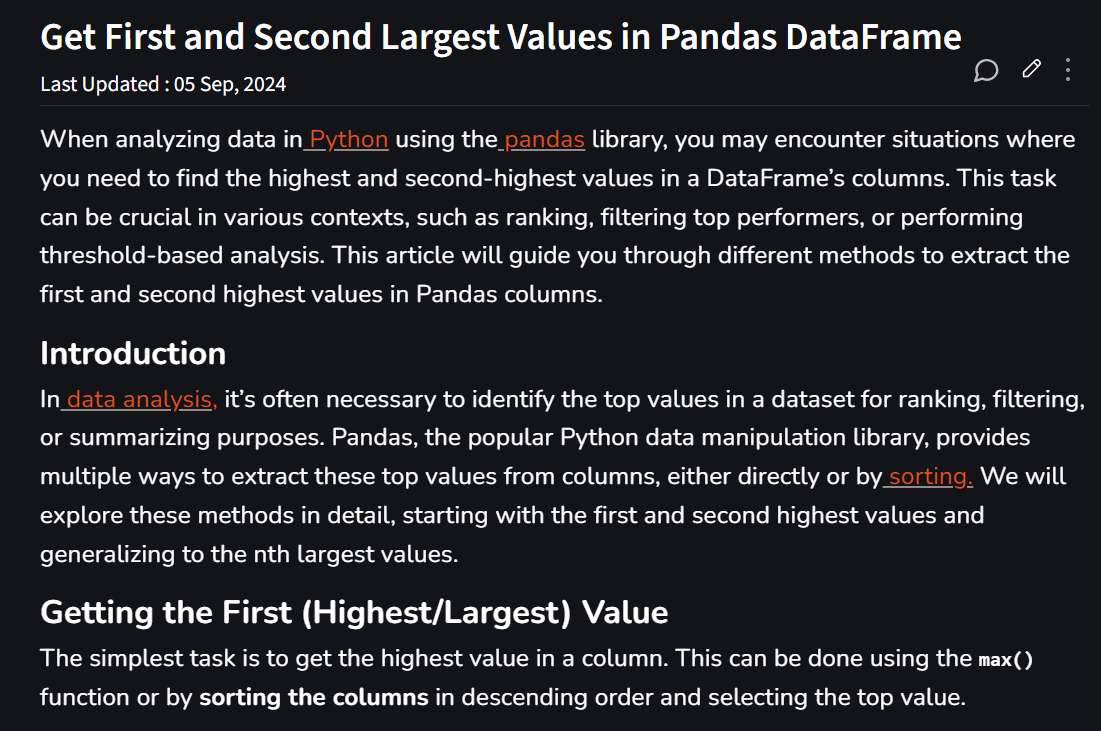 Get First and Second Largest Values in Pandas DataFrame
Last Updated : 05 Sep, 2024
When analyzing data in Python using the pandas library, you may encounter situations where
you need to find the highest and second-highest values in a DataFrame’s columns. This task
can be crucial in various contexts, such as ranking, filtering top performers, or performing
threshold-based analysis. This article will guide you through different methods to extract the
first and second highest values in Pandas columns.
Introduction
In data analysis, it’s often necessary to identify the top values in a dataset for ranking, filtering,
or summarizing purposes. Pandas, the popular Python data manipulation library, provides
multiple ways to extract these top values from columns, either directly or by sorting. We will
explore these methods in detail, starting with the first and second highest values and
generalizing to the nth largest values.
Getting the First (Highest/Largest) Value
The simplest task is to get the highest value in a column. This can be done using the max()
function or by sorting the columns in descending order and selecting the top value.